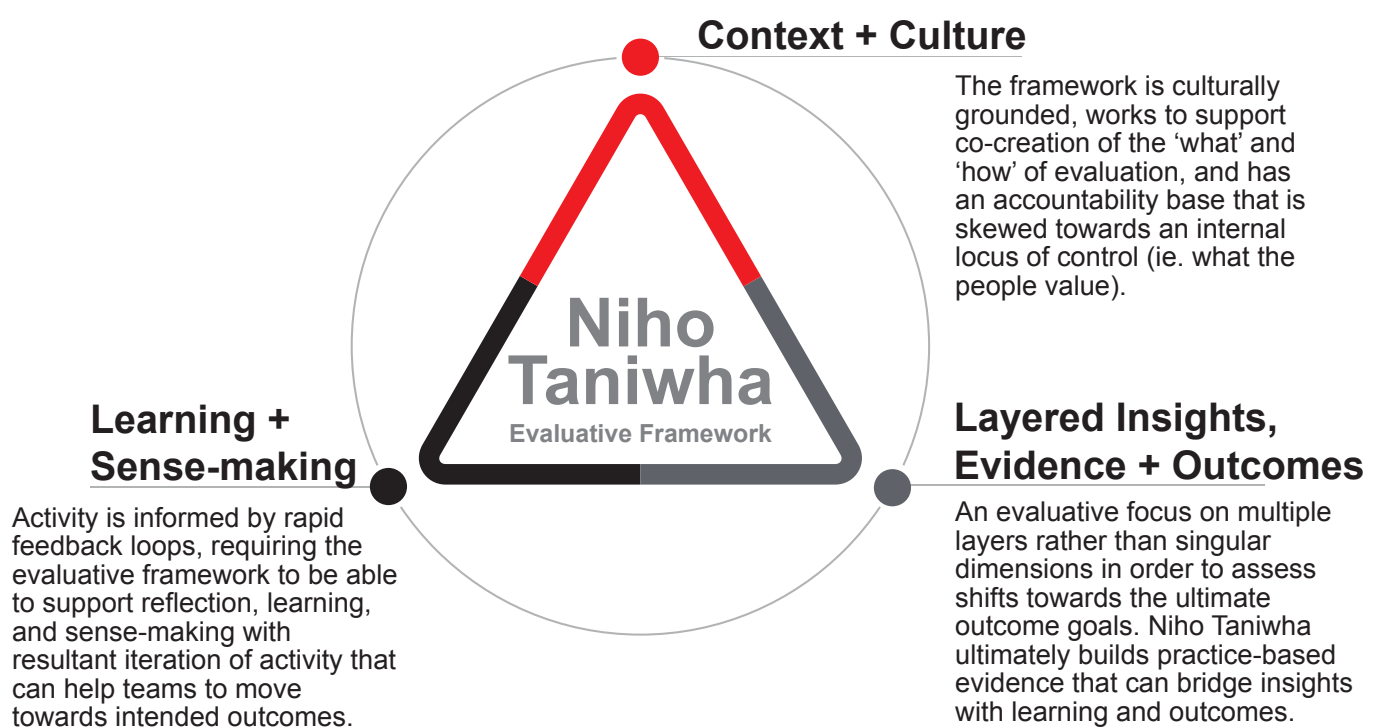 Context + Culture
The framework is culturally
grounded, works to support
co-creation of the ‘what’ and
‘how’ of evaluation, and has
an accountability base that is
skewed towards an internal
locus of control (ie. what the
people value).
Niho
Taniwha
Evaluative Framework
Learning +
Sense-making
Activity is informed by rapid
feedback loops, requiring the
evaluative framework to be able
to support reflection, learning,
and sense-making with
resultant iteration of activity that
can help teams to move
towards intended outcomes.
Layered Insights,
Evidence + Outcomes
An evaluative focus on multiple
layers rather than singular
dimensions in order to assess
shifts towards the ultimate
outcome goals. Niho Taniwha
ultimately builds practice-based
evidence that can bridge insights
with learning and outcomes.